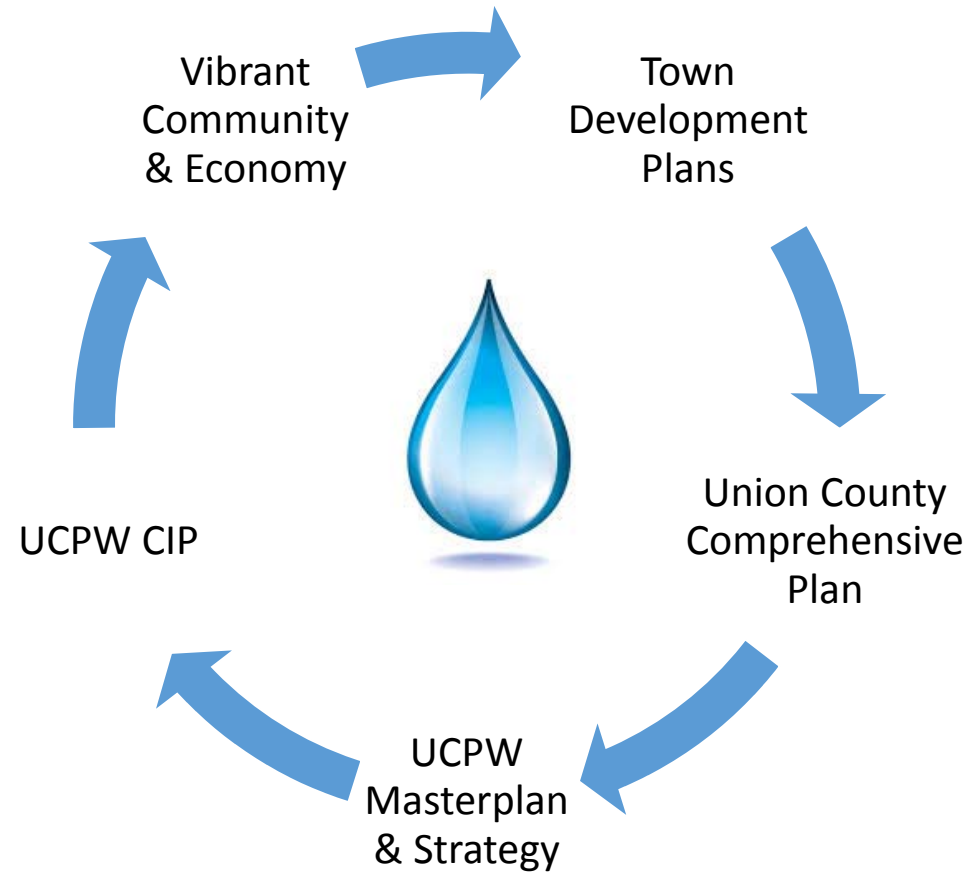 Vibrant
Community
& Economy
Town
Development
Plans
Union County
Comprehensive
Plan
UCPW
Masterplan
& Strategy
UCPW CIP